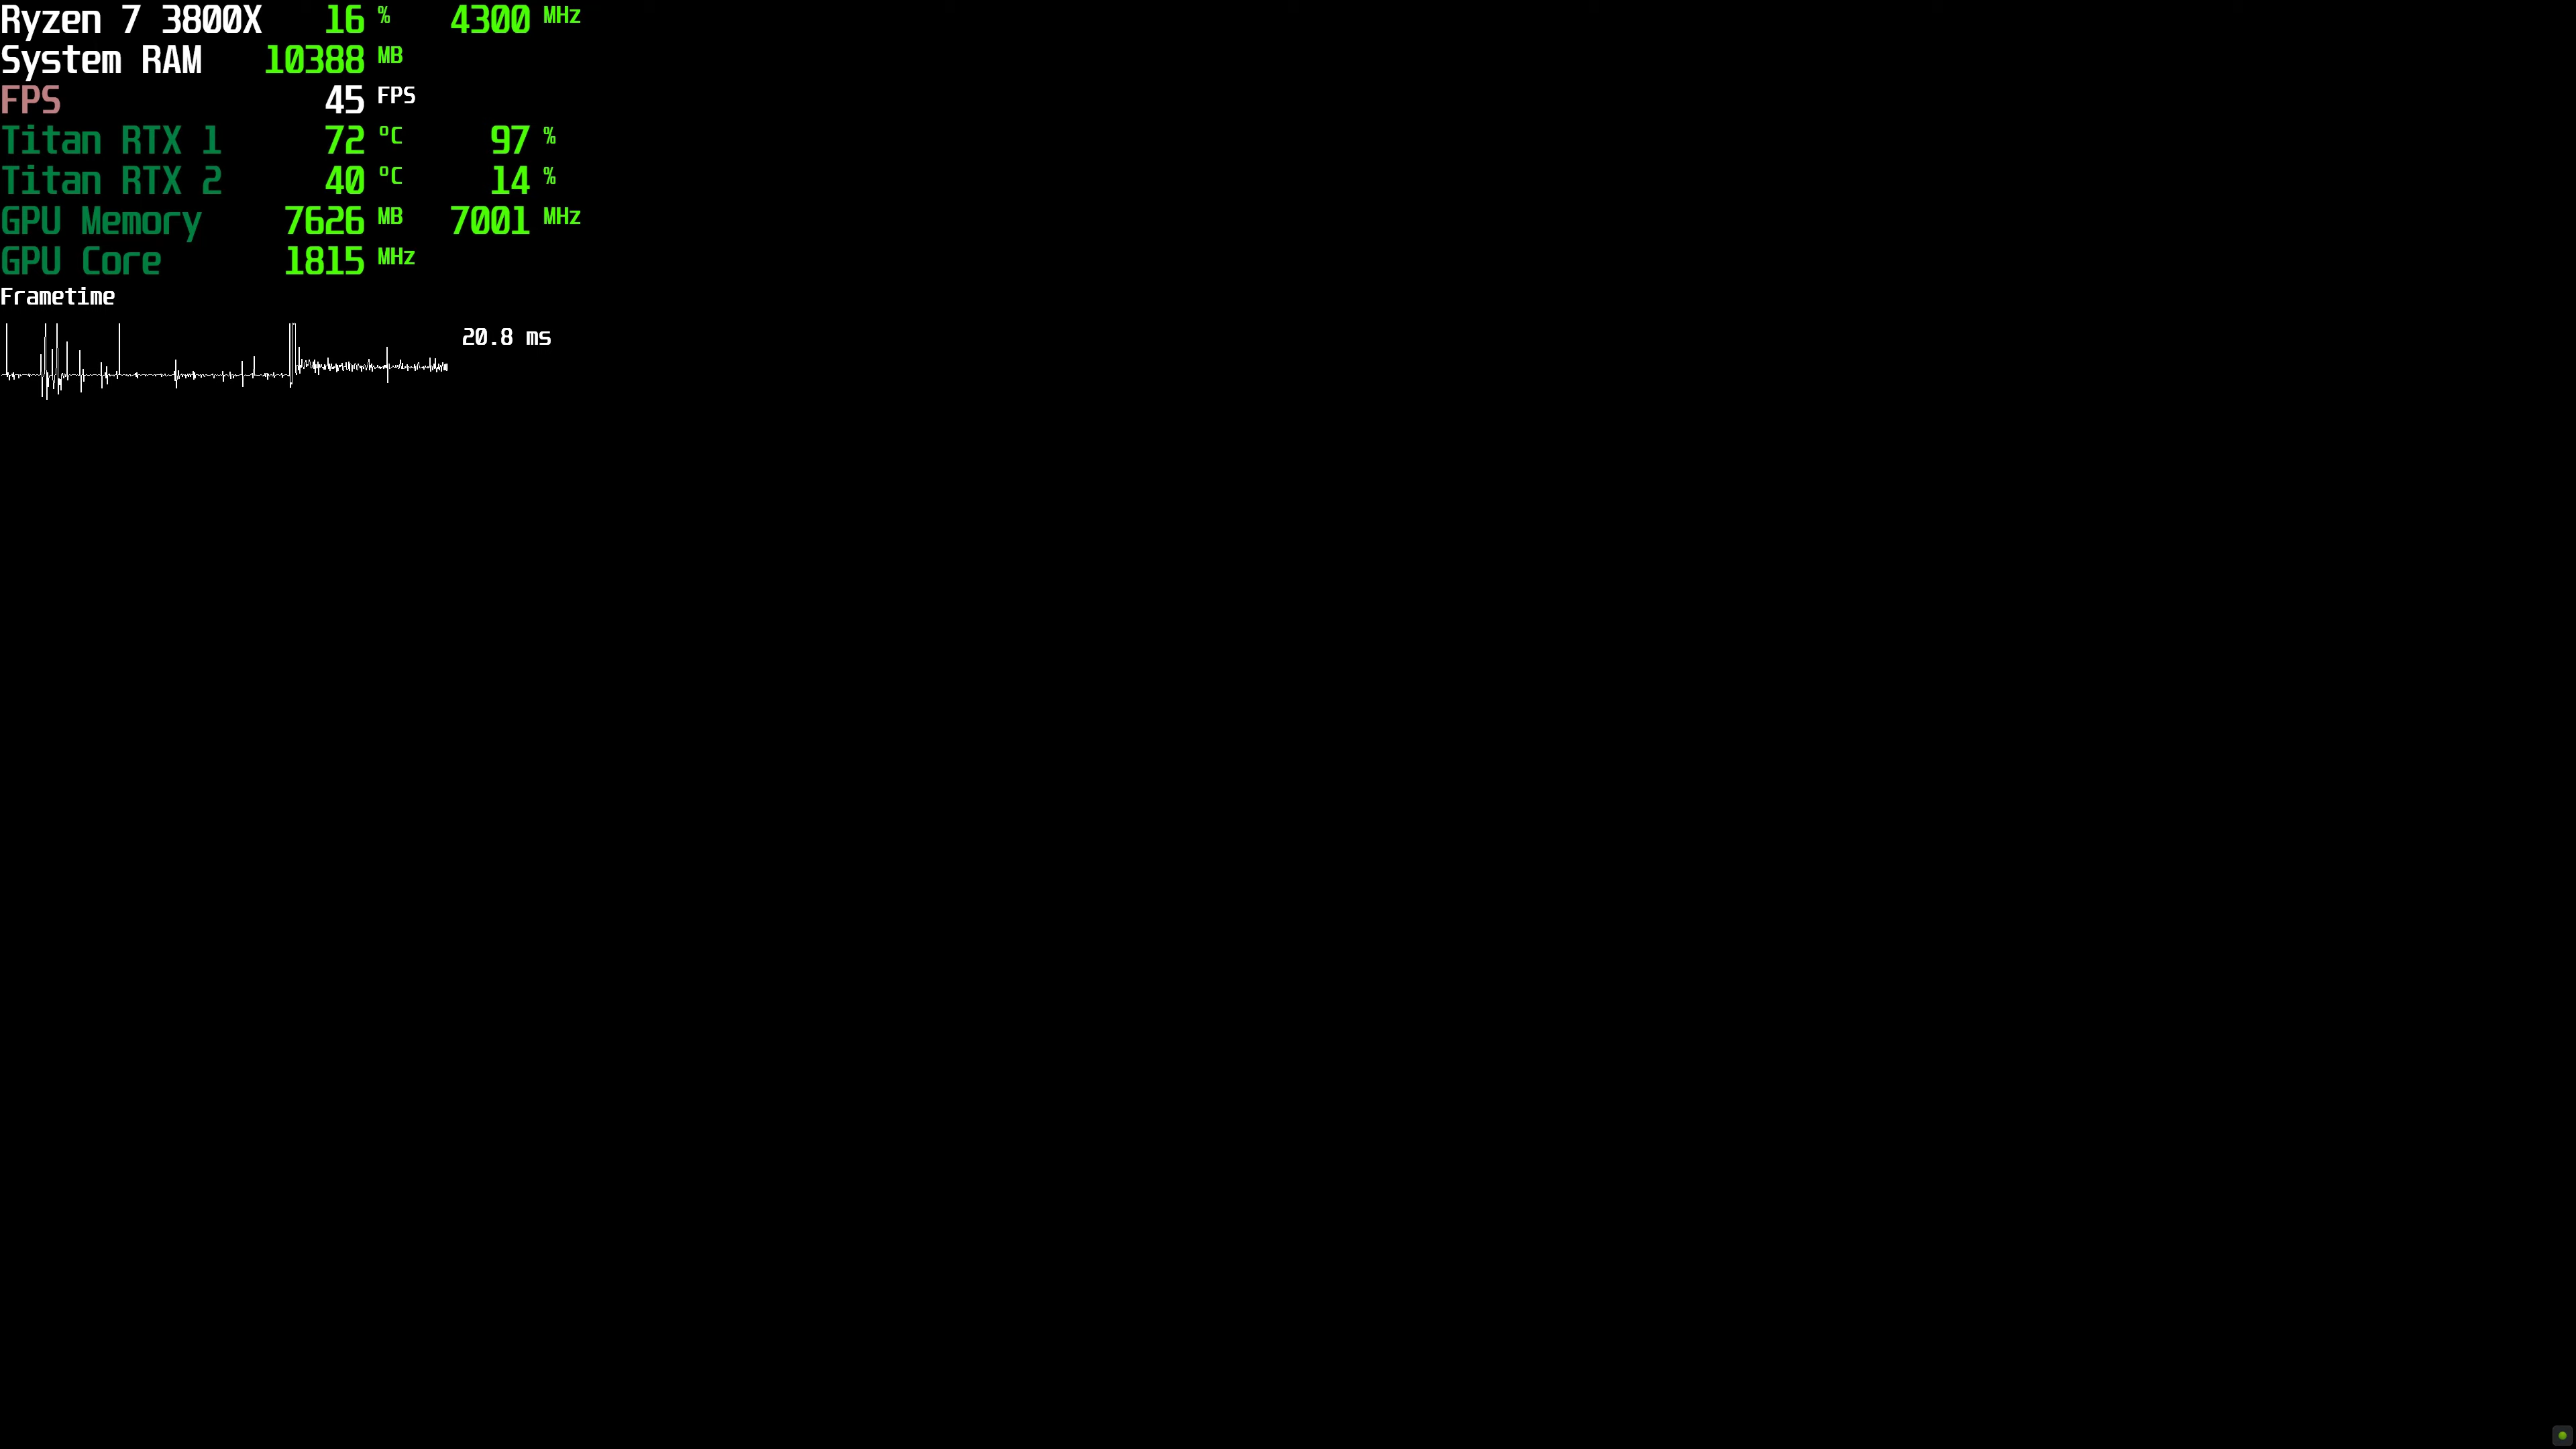 Ryzen 7 3800X 16 % 4300 MHz
System RAM 10388 MB
FPS 45 FPS
Titan RTX 1 72 °C 97 %
Titan RTX 2 40 °C 14 %
GPU Memory 7626 MB 7001 MHz
GPU Core 1815 MHz
Frametime
20.8 ms